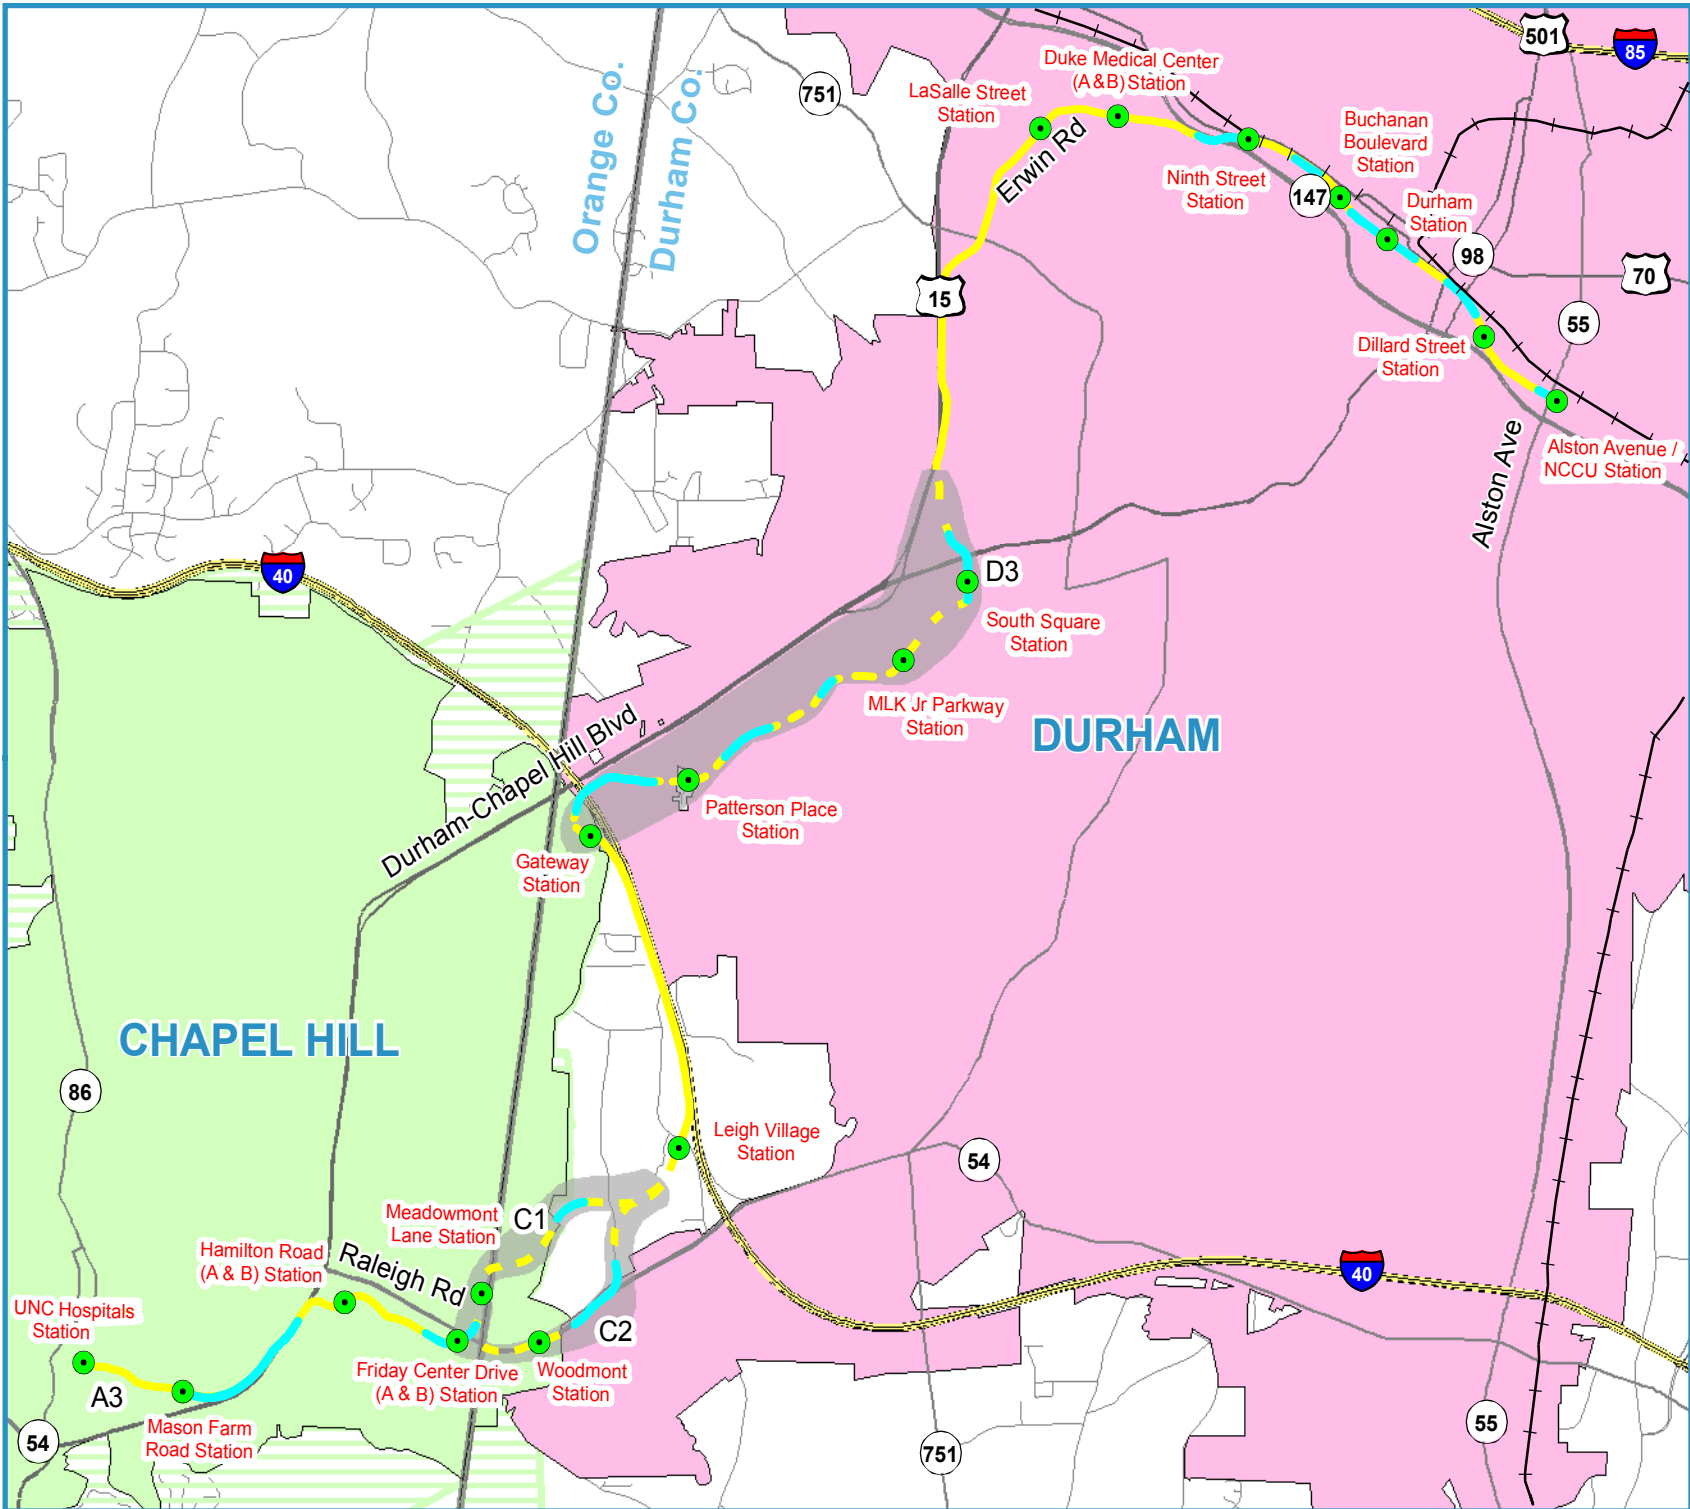 501
85
Duke Medical Center
(A & B) Station
751
LaSalle Street
Station
Orange Co.
Durham Co.
Erwin Rd
Buchanan
Boulevard
Station
Ninth Street
Station
147
Durham
Station
98
70
15
55
Dillard Street
Station
Alston Avenue /
NCCU Station
Alston Ave
40
D3
South Square
Station
MLK Jr Parkway
Station
DURHAM
Durham-Chapel Hill Blvd
Patterson Place
Station
Gateway
Station
CHAPEL HILL
86
Leigh Village
Station
54
Meadowmont
Lane Station
C1
Hamilton Road
(A & B) Station
Raleigh Rd
40
UNC Hospitals
Station
C2
Friday Center Drive
(A & B) Station
Woodmont
Station
A3
Mason Farm
Road Station
54
751
55